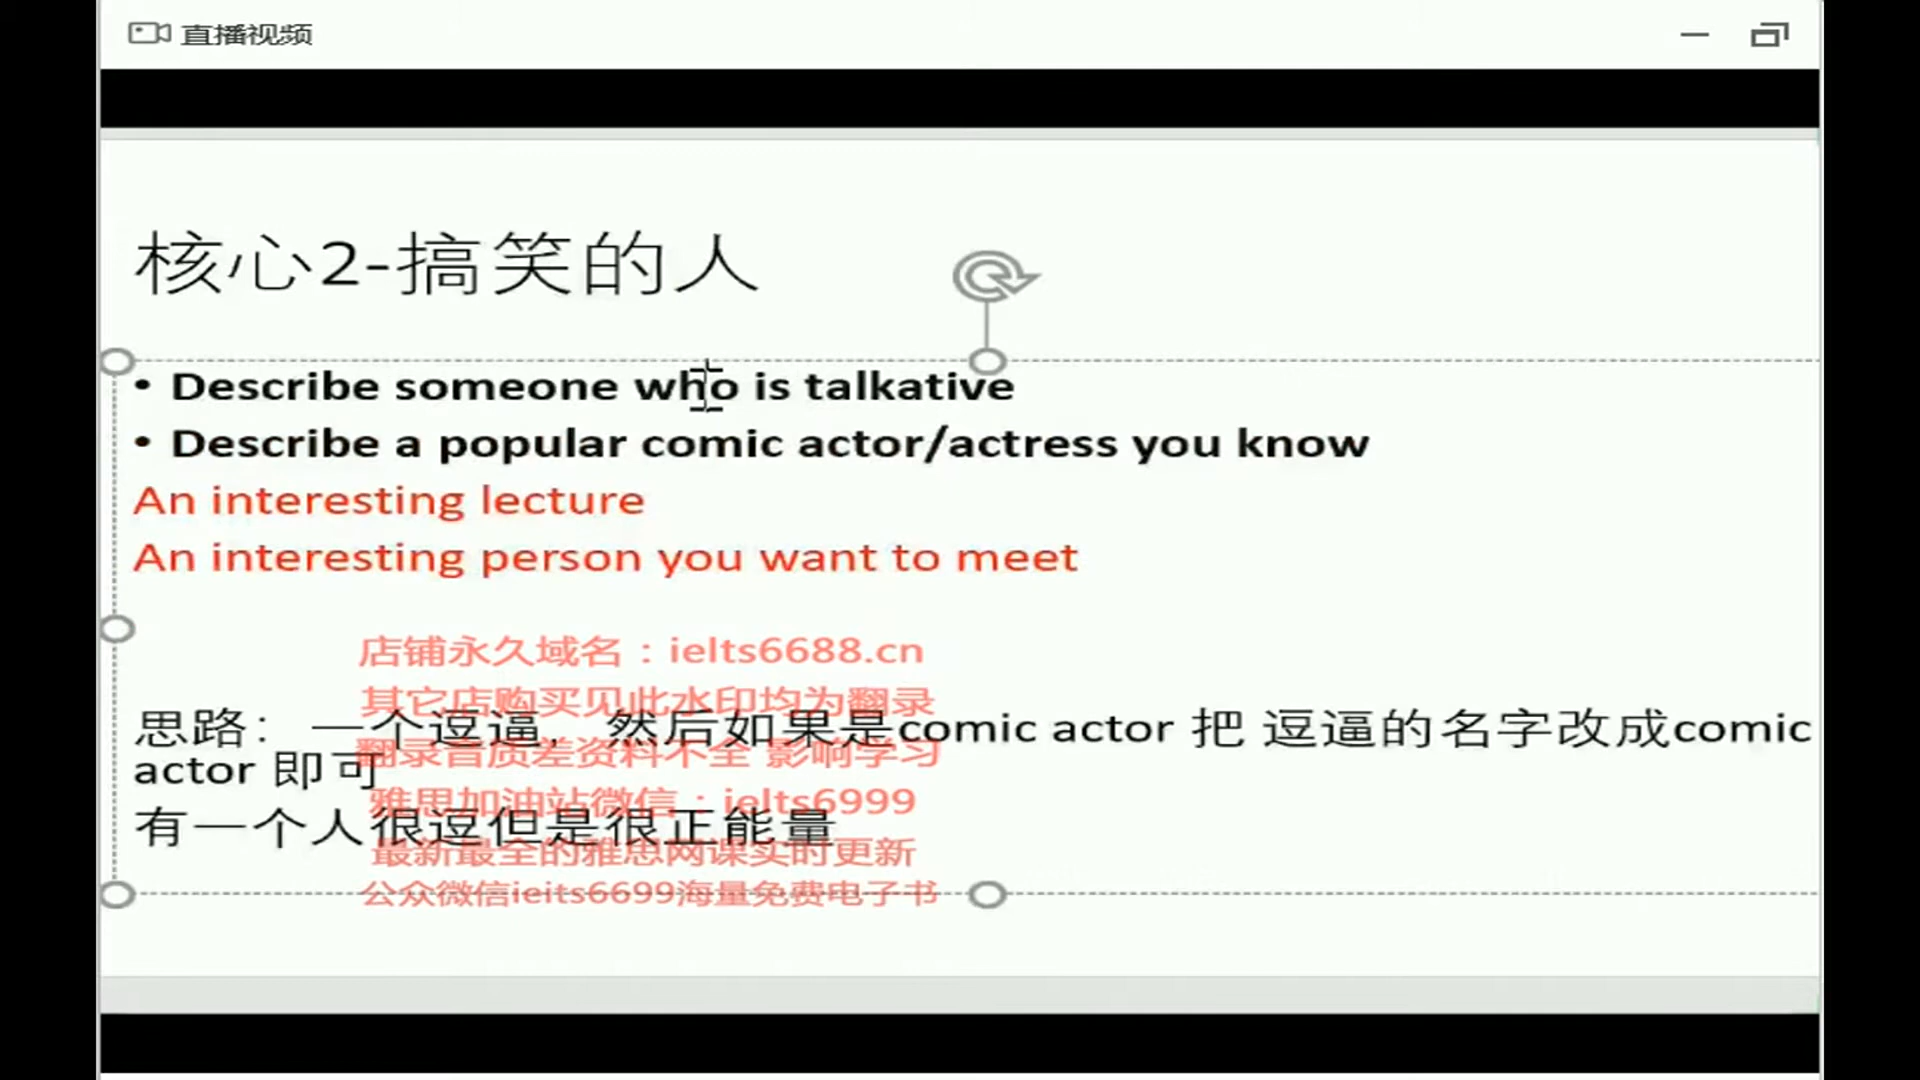 直播视频
核心2-搞笑的人
• Describe someone who is talkative
• Describe a popular comic actor/actress you know
An interesting lecture
An interesting person you want to meet
店铺永久域名：ielts6688.cn
其它店购买见此水印均为翻录
思路： 一个逗逼， 然后如果是comic actor 把 逗逼的名字改成comic
翻录音质差资料不全 影响学习
actor 即可
雅思加油站微信：ielts6999
有一个人很逗但是很正能量
最新最全的雅思网课实时更新
公众微信ieits6699海量免费电子书